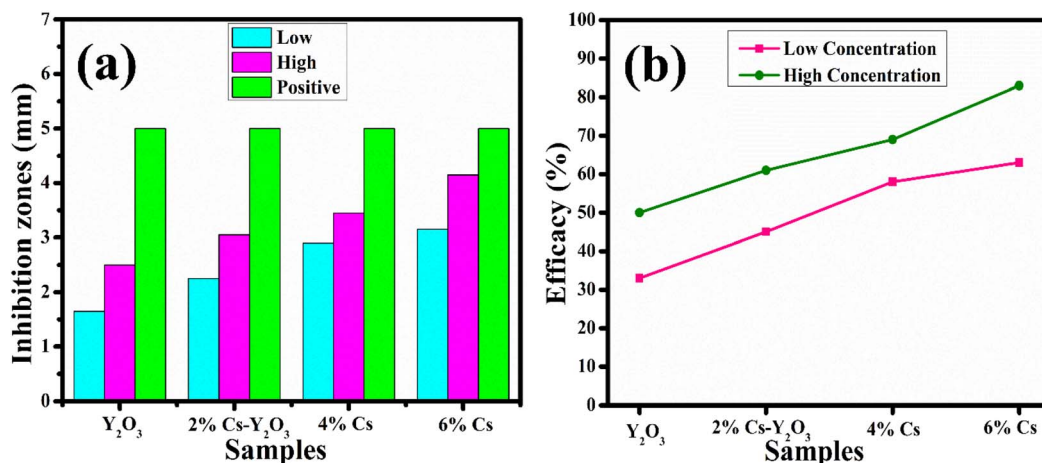 (a)
Low
High
Positive
7
6
5
4
3
2
1
0
Inhibition zones (mm)
Y₂O₃ 2% Cs-Y₂O₃ 4% Cs 6% Cs
Samples
(b)
Low Concentration
High Concentration
100
90
80
70
60
50
40
30
20
10
0
Efficacy (%)
Y₂O₃ 2% Cs-Y₂O₃ 4% Cs 6% Cs
Samples